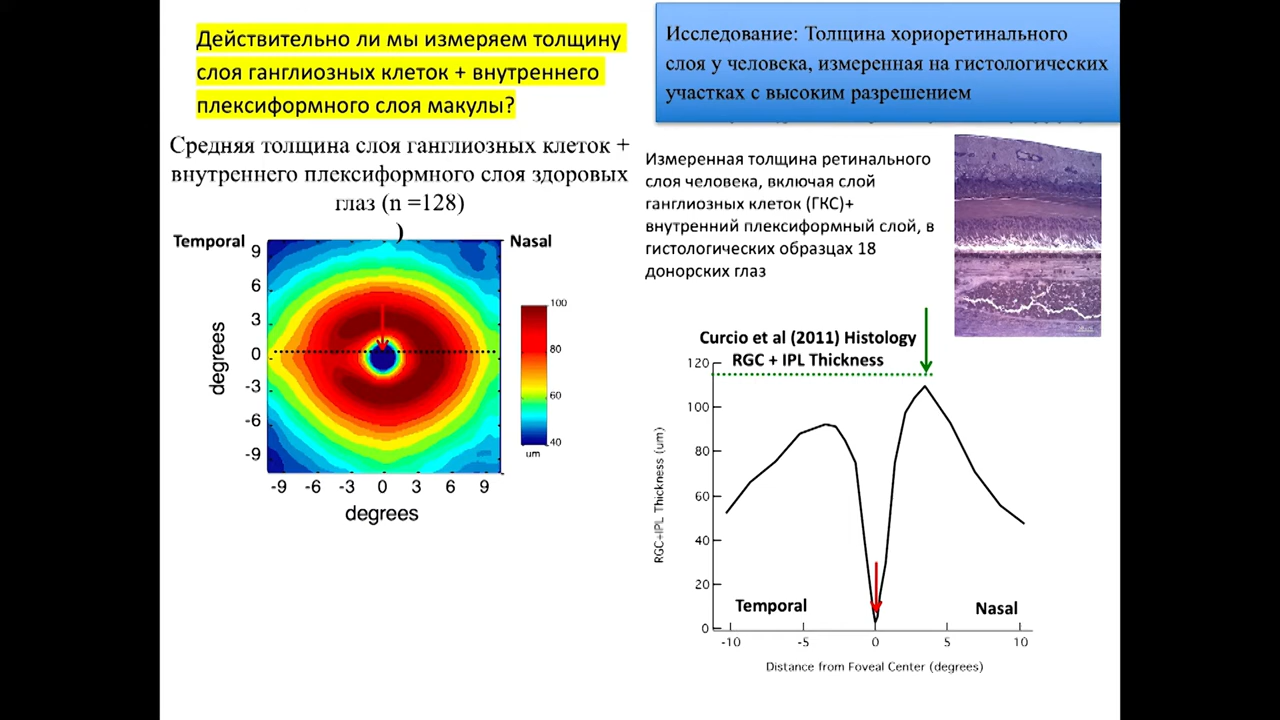 Действительно ли мы измеряем толщину
слоя ганглиозных клеток + внутреннего
плексиформного слоя макулы?
Средняя толщина слоя ганглиозных клеток +
внутреннего плексиформного слоя здоровых
глаз (n =128)
)
Temporal
Nasal
9
6
3
0
-3
-6
-9
degrees
-9 -6 -3 0 3 6 9
degrees
100
80
60
40
um
Исследование: Толщина хориоретинального
слоя у человека, измеренная на гистологических
участках с высоким разрешением
Измеренная толщина ретинального
слоя человека, включая слой
ганглиозных клеток (ГКС)+
внутренний плексиформный слой, в
гистологических образцах 18
донорских глаз
Curcio et al (2011) Histology
RGC + IPL Thickness
120
100
80
60
40
20
0
RGC+IPL Thickness (um)
Temporal
Nasal
-10 -5 0 5 10
Distance from Foveal Center (degrees)